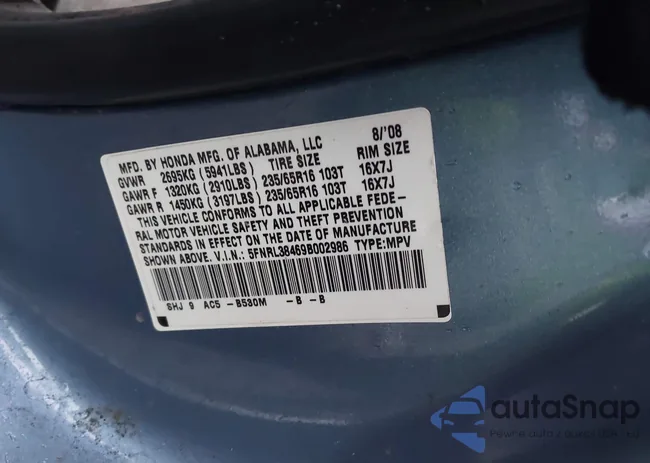 MFD. BY HONDA MFG. OF ALABAMA, LLC 8/'08
GVWR 2695KG (5941LBS) TIRE SIZE RIM SIZE
GAWR F 1320KG (2910LBS) 235/65R16 103T 16X7J
GAWR R 1450KG (3197LBS) 235/65R16 103T 16X7J
THIS VEHICLE CONFORMS TO ALL APPLICABLE FEDE-
RAL MOTOR VEHICLE SAFETY AND THEFT PREVENTION
STANDARDS IN EFFECT ON THE DATE OF MANUFACTURE
SHOWN ABOVE. V.I.N.: 5FNRL38469B002986 TYPE:MPV
SHJ 9 AC5 -B530M -B -B
autaSnap
Pewne auta z